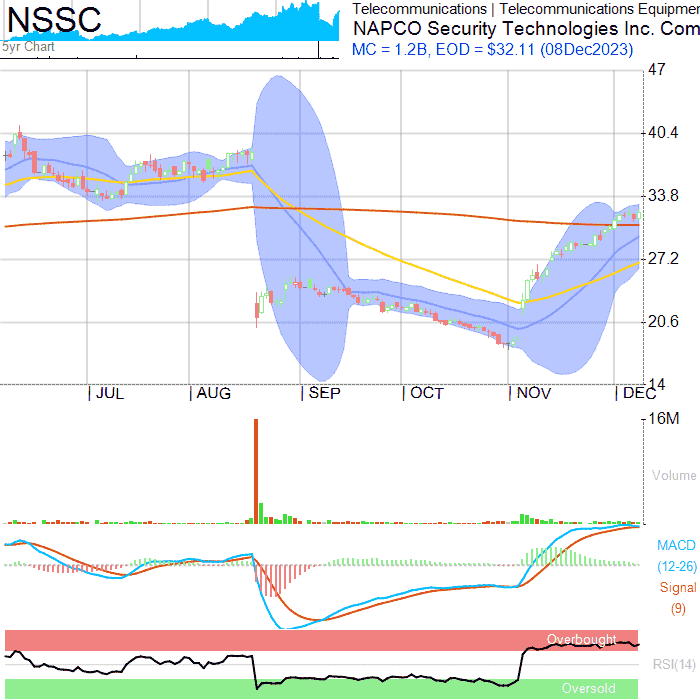 NSSC
5yr Chart
Telecommunications | Telecommunications Equipmen
NAPCO Security Technologies Inc. Com
MC = 1.2B, EOD = $32.11 (08Dec2023)
47
40.4
33.8
27.2
20.6
14
JUL AUG SEP OCT NOV DEC
16M
Volume
MACD
(12-26)
Signal
(9)
Overbought
RSI(14)
Oversold